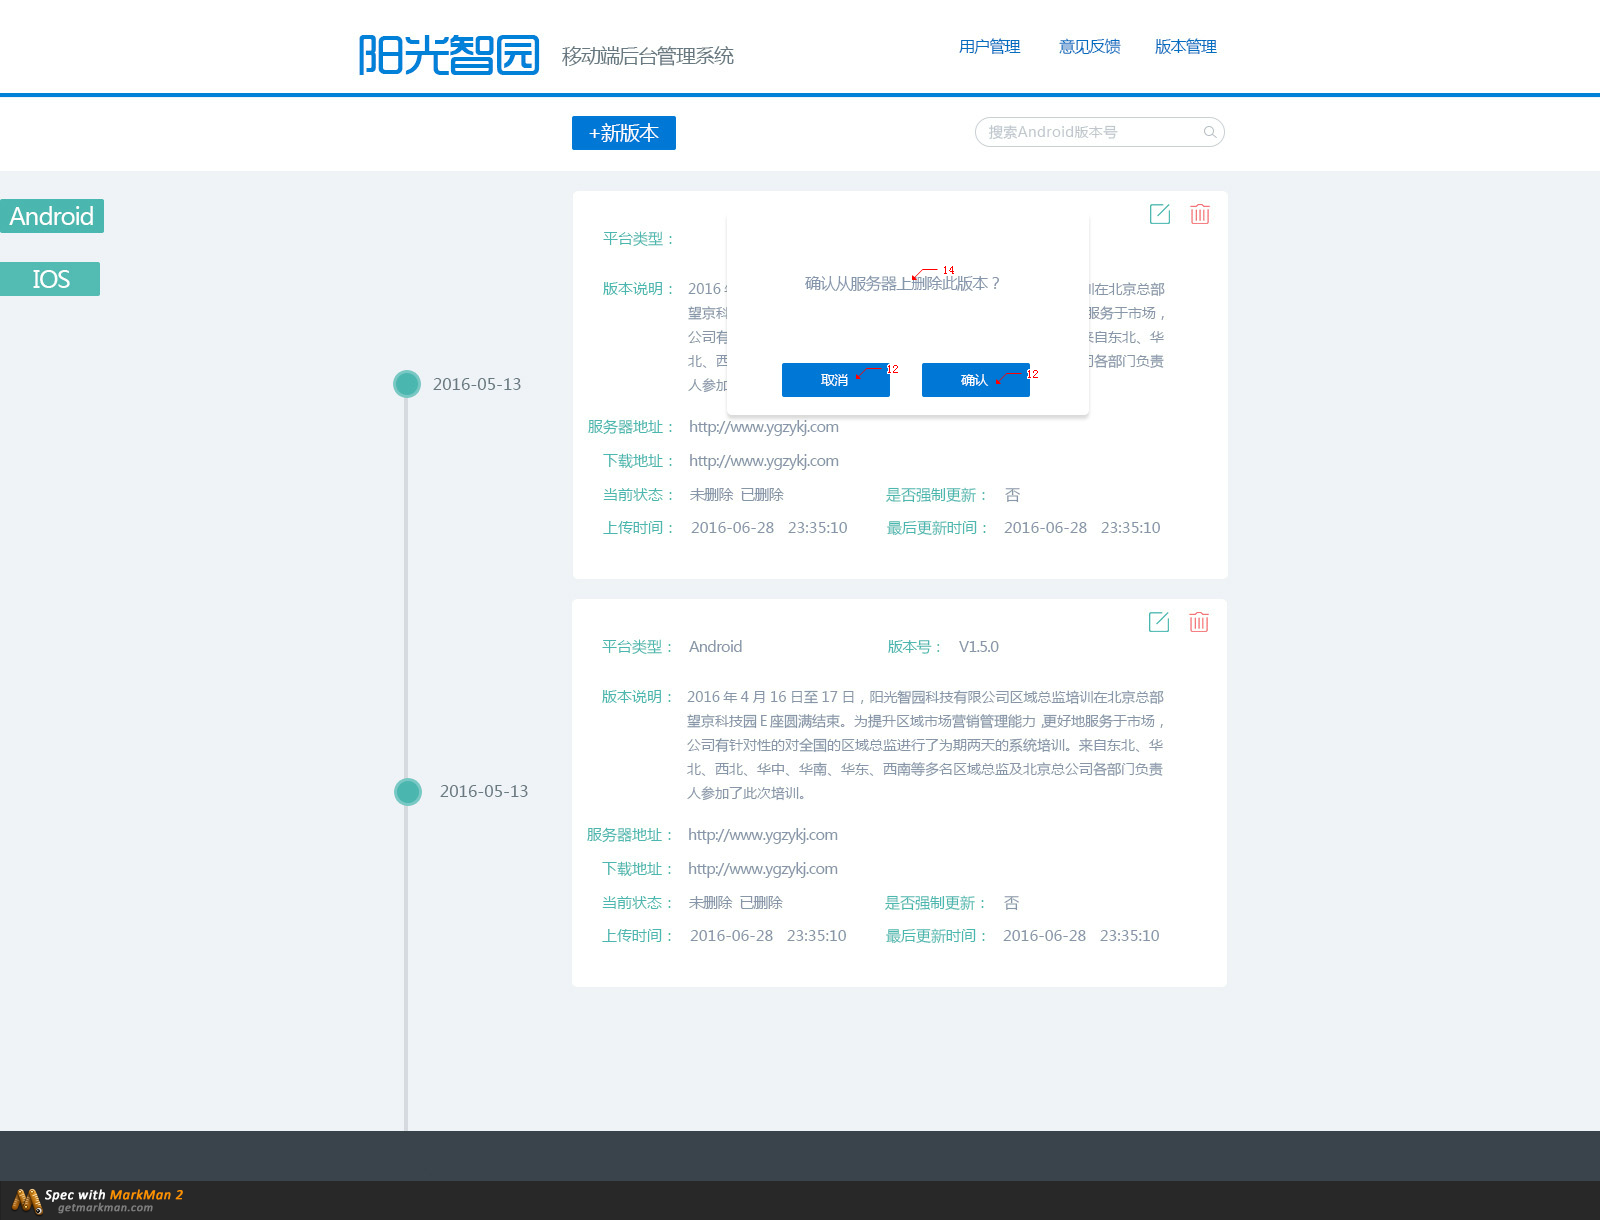 阳光智园 移动端后台管理系统 用户管理 意见反馈 版本管理
+新版本 搜索Android版本号
Android
IOS
平台类型：
确认从服务器上删除此版本？ 14
取消 12 确认 12
版本说明： 2016 训在北京总部
望京科 服务于市场，
公司有 来自东北、华
北、西 司各部门负责
人参加
2016-05-13
服务器地址： http://www.ygzykj.com
下载地址： http://www.ygzykj.com
当前状态： 未删除 已删除 是否强制更新： 否
上传时间： 2016-06-28 23:35:10 最后更新时间： 2016-06-28 23:35:10
平台类型： Android 版本号： V1.5.0
版本说明： 2016 年 4 月 16 日至 17 日，阳光智园科技有限公司区域总监培训在北京总部
望京科技园 E 座圆满结束。为提升区域市场营销管理能力 ,更好地服务于市场，
公司有针对性的对全国的区域总监进行了为期两天的系统培训。来自东北、华
北、西北、华中、华南、华东、西南等多名区域总监及北京总公司各部门负责
人参加了此次培训。
2016-05-13
服务器地址： http://www.ygzykj.com
下载地址： http://www.ygzykj.com
当前状态： 未删除 已删除 是否强制更新： 否
上传时间： 2016-06-28 23:35:10 最后更新时间： 2016-06-28 23:35:10
Spec with MarkMan 2
getmarkman.com